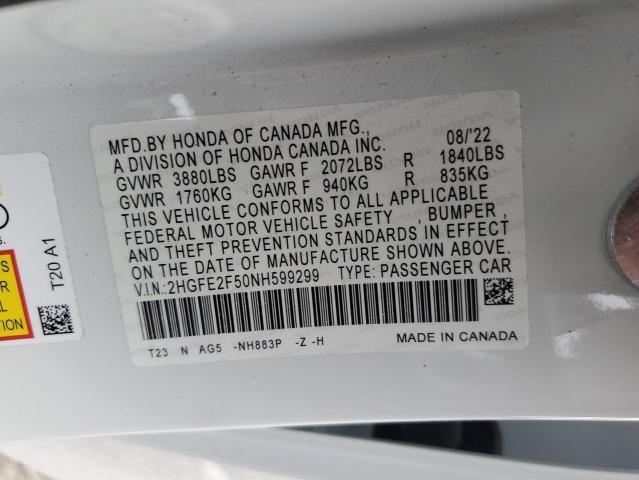 MFD.BY HONDA OF CANADA MFG., 08/'22
A DIVISION OF HONDA CANADA INC.
GVWR 3880LBS GAWR F 2072LBS R 1840LBS
GVWR 1760KG GAWR F 940KG R 835KG
THIS VEHICLE CONFORMS TO ALL APPLICABLE
FEDERAL MOTOR VEHICLE SAFETY , BUMPER ,
AND THEFT PREVENTION STANDARDS IN EFFECT
ON THE DATE OF MANUFACTURE SHOWN ABOVE.
V.I.N.:2HGFE2F50NH599299 TYPE: PASSENGER CAR
T23 N AG5 -NH883P -Z -H MADE IN CANADA
T20 A1
S.
S
R
AL
ION